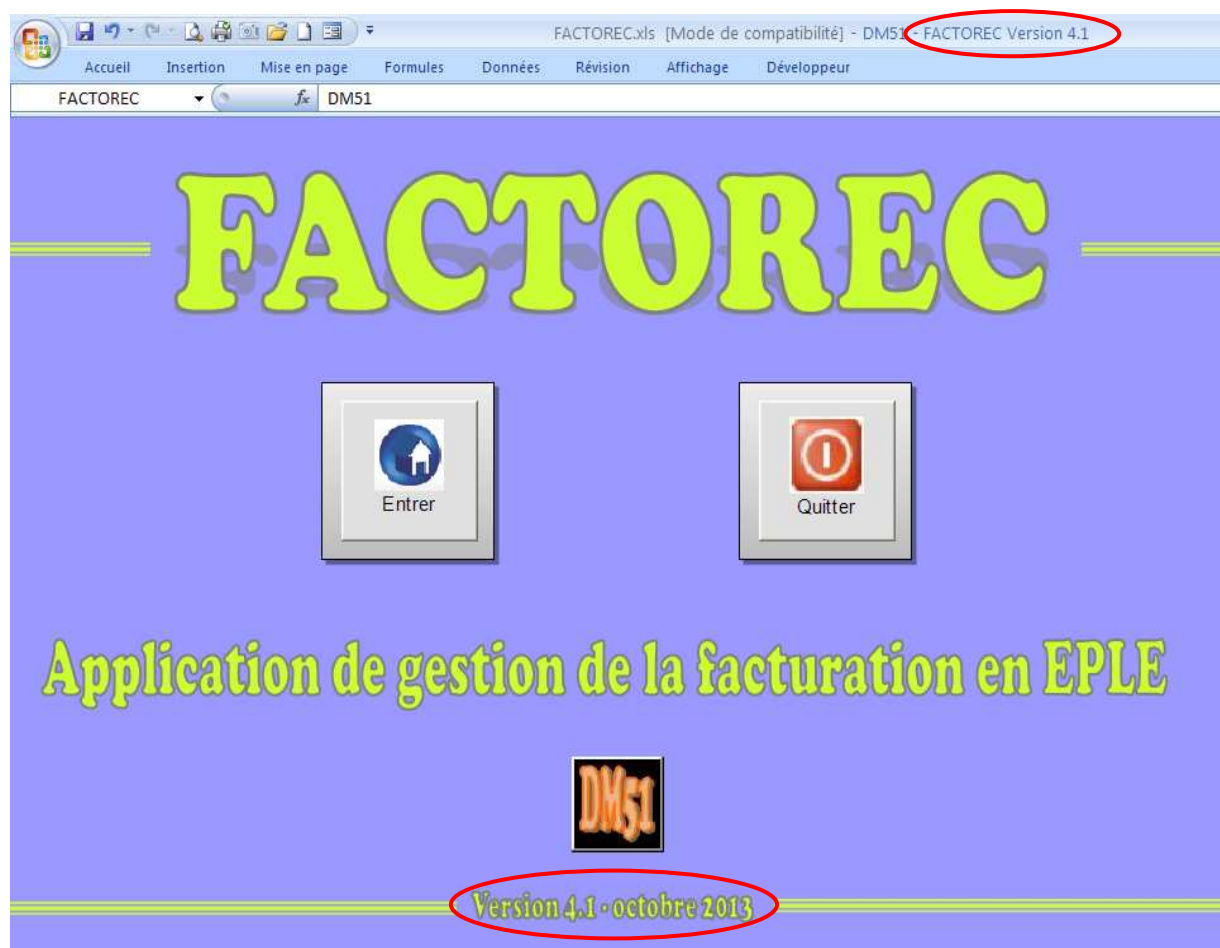 FACTOREC.xls [Mode de compatibilité] - DM51 - FACTOREC Version 4.1
Accueil Insertion Mise en page Formules Données Révision Affichage Développeur
FACTOREC fx DM51
FACTOREC
Entrer Quitter
Application de gestion de la facturation en EPLE
DM51
Version 4.1 - octobre 2013